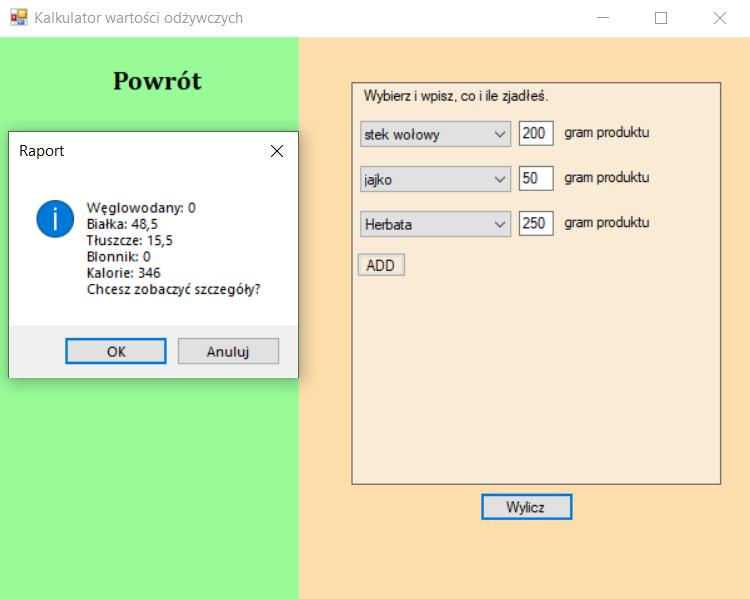 Kalkulator wartości odżywczych
Powrót
Raport
Węglowodany: 0
Białka: 48,5
Tłuszcze: 15,5
Błonnik: 0
Kalorie: 346
Chcesz zobaczyć szczegóły?
OK
Anuluj
Wybierz i wpisz, co i ile zjadłeś.
stek wołowy 200 gram produktu
jajko 50 gram produktu
Herbata 250 gram produktu
ADD
Wylicz